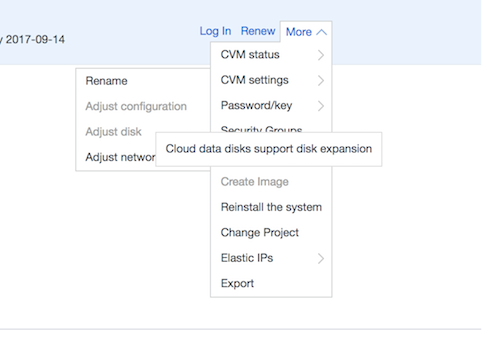 y 2017-09-14
Log In Renew More
CVM status
CVM settings
Password/key
Security Groups
Rename
Adjust configuration
Adjust disk
Adjust networ
Cloud data disks support disk expansion
Create Image
Reinstall the system
Change Project
Elastic IPs
Export